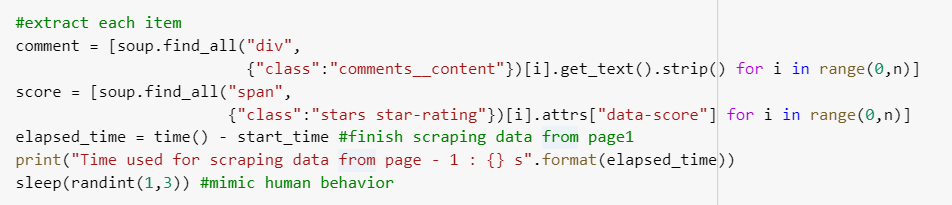 #extract each item
comment = [soup.find_all("div",
{"class":"comments__content"})[i].get_text().strip() for i in range(0,n)]
score = [soup.find_all("span",
{"class":"stars star-rating"})[i].attrs["data-score"] for i in range(0,n)]
elapsed_time = time() - start_time #finish scraping data from page1
print("Time used for scraping data from page - 1 : {} s".format(elapsed_time))
sleep(randint(1,3)) #mimic human behavior